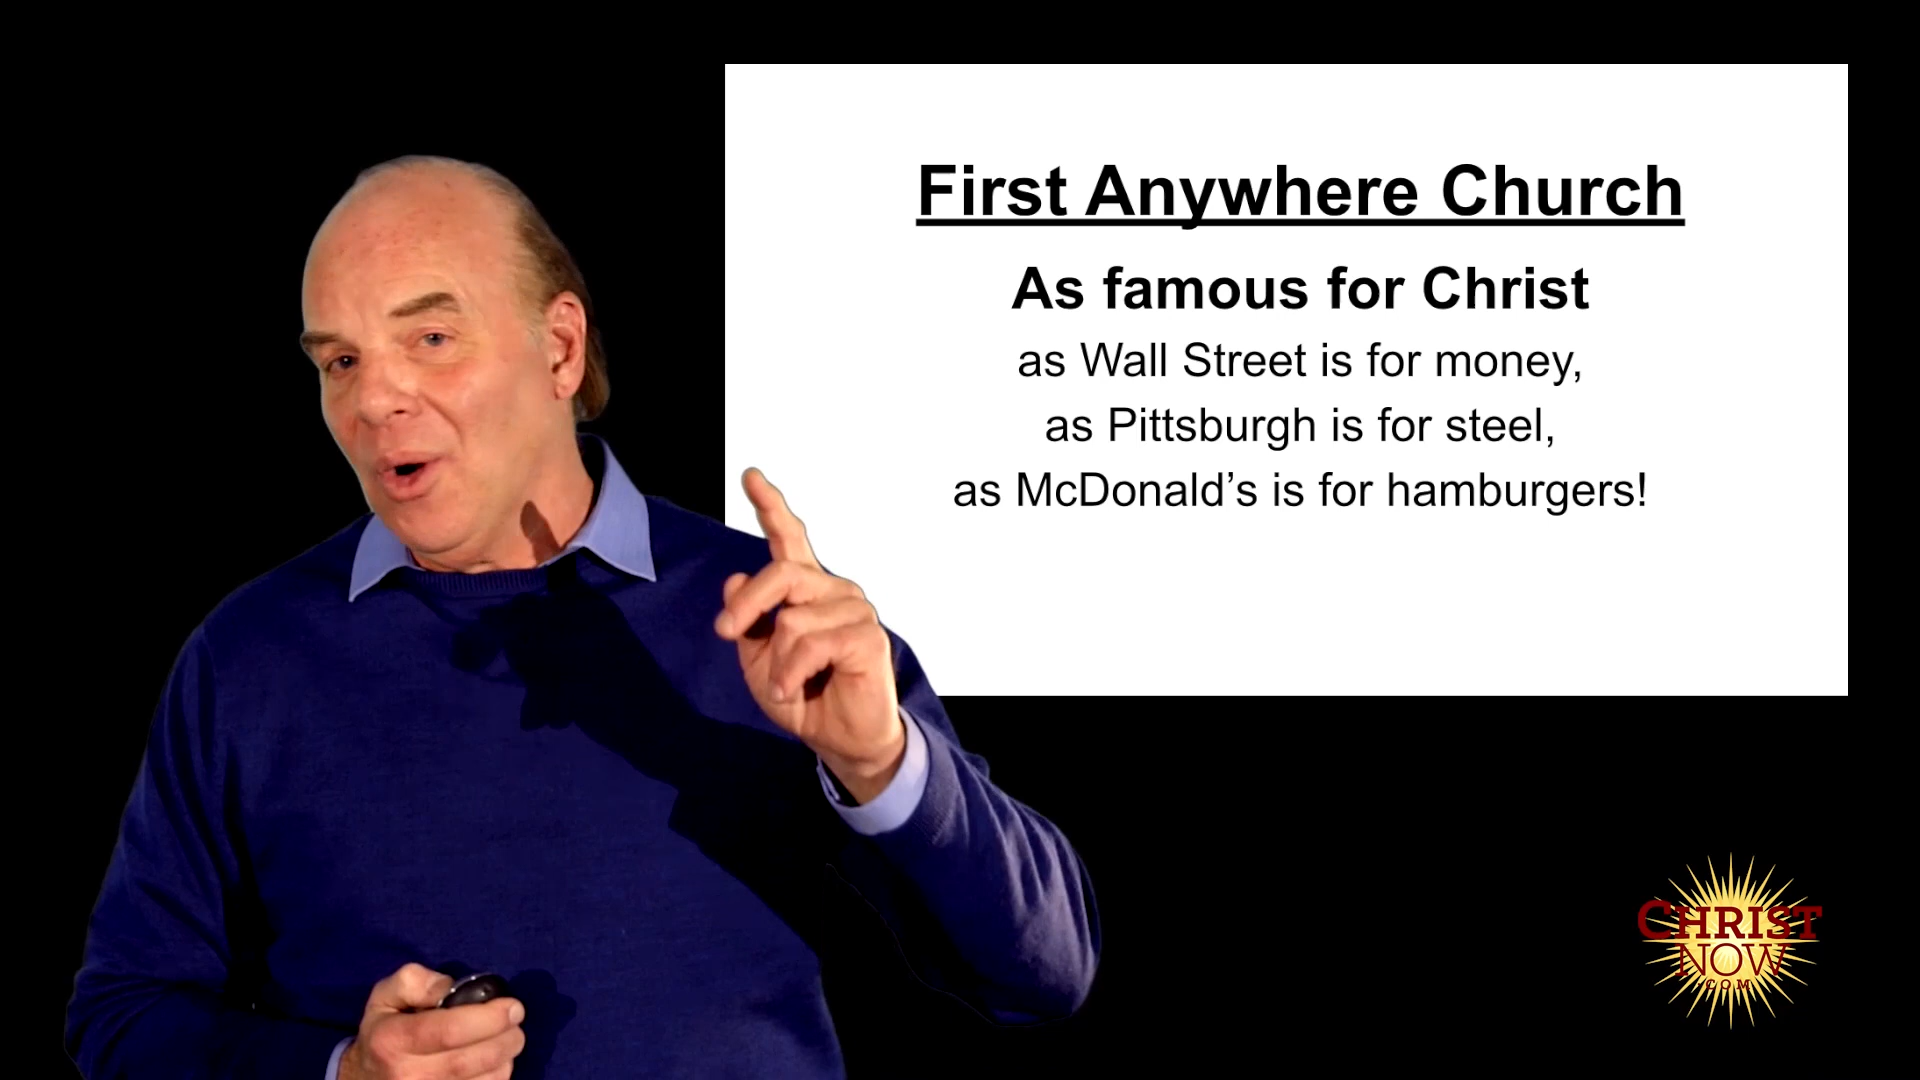 First Anywhere Church
As famous for Christ
as Wall Street is for money,
as Pittsburgh is for steel,
as McDonald’s is for hamburgers!
CHRIST
NOW
.COM